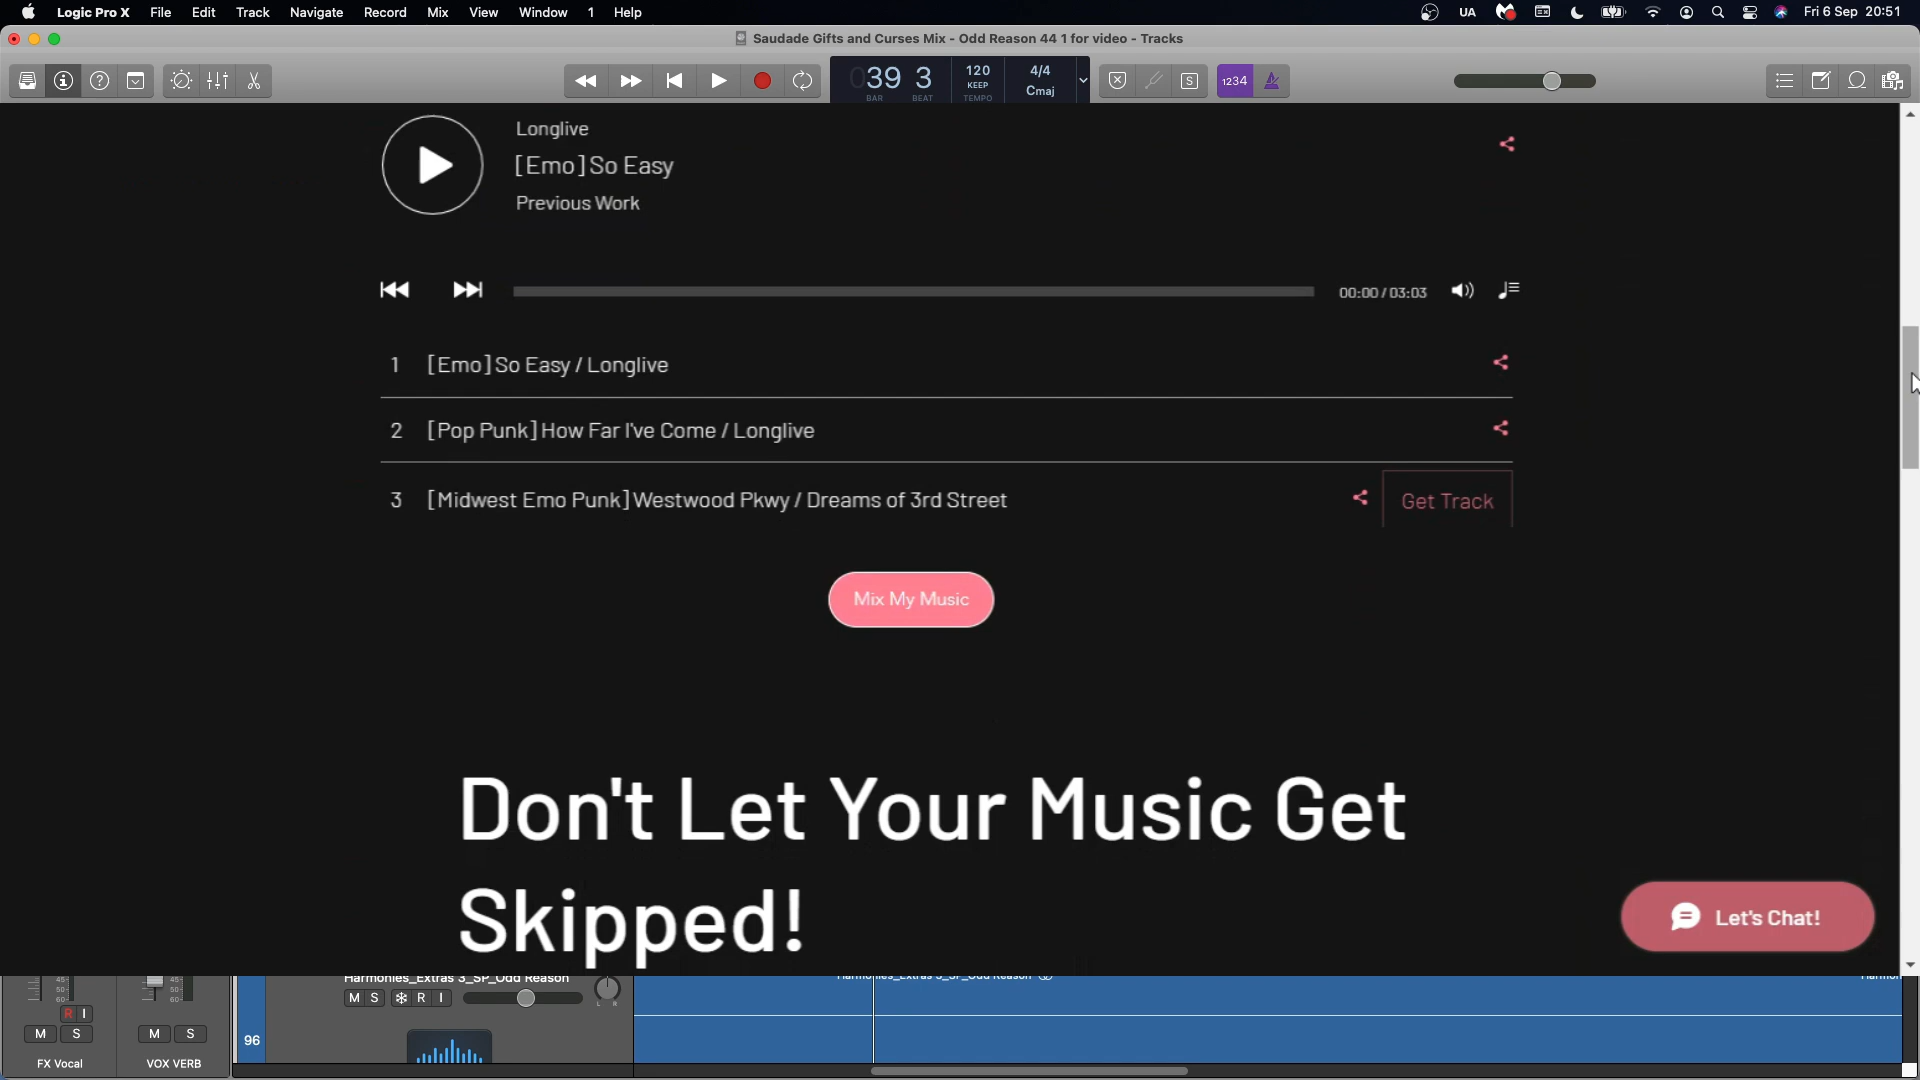 Logic Pro X File Edit Track Navigate Record Mix View Window 1 Help UA Fri 6 Sep 20:51
Saudade Gifts and Curses Mix - Odd Reason 44 1 for video - Tracks
039 3 120 4/4 1234
KEEP Cmaj
BAR BEAT TEMPO
Longlive
[Emo] So Easy
Previous Work
00:00 / 03:03
1 [Emo] So Easy / Longlive
2 [Pop Punk] How Far I've Come / Longlive
3 [Midwest Emo Punk] Westwood Pkwy / Dreams of 3rd Street Get Track
Mix My Music
Don't Let Your Music Get
Skipped!
Let's Chat!
Harmonies_Extras 3_SP_Odd Reason
M S R I
R I
M S M S
96
FX Vocal VOX VERB